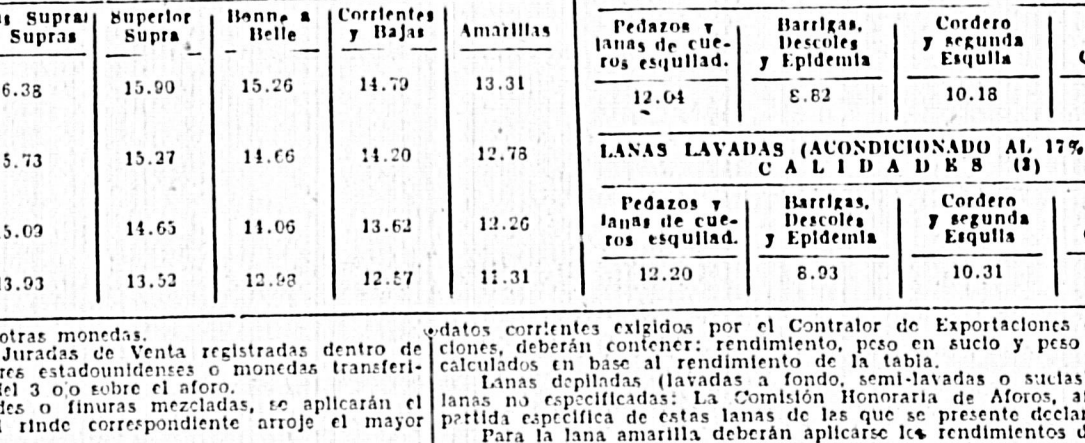 s Supras | Superior | Bonne a | Corrientes | Amarillas
Supras | Supra | Belle | y Bajas
6.38 | 15.90 | 15.26 | 14.79 | 13.31
5.73 | 15.27 | 14.66 | 14.20 | 12.78
5.09 | 14.65 | 14.06 | 13.62 | 12.26
3.93 | 13.52 | 12.98 | 12.57 | 11.31
Pedazos y | Barrigas, | Cordero
lanas de cue- | Descoles | y segunda
ros esquilad. | y Epidemia | Esquila
12.04 | 8.82 | 10.18
LANAS LAVADAS (ACONDICIONADO AL 17%
CALIDADES (2)
Pedazos y | Barrigas, | Cordero
lanas de cue- | Descoles | y segunda
ros esquilad. | y Epidemia | Esquila
12.20 | 8.93 | 10.31
otras monedas.
Juradas de Venta registradas dentro de
res estadounidenses o monedas transferi-
del 3 o|o sobre el aforo.
des o finuras mezcladas, se aplicarán el
rinde correspondiente arroje el mayor
datos corrientes exigidos por el Contralor de Exportaciones
ciones, deberán contener: rendimiento, peso en sucio y peso
calculados en base al rendimiento de la tabla.
Lanas depiladas (lavadas a fondo, semi-lavadas o sucias)
lanas no especificadas: La Comisión Honoraria de Aforos,
partida específica de estas lanas de las que se presente declar
Para la lana amarilla deberán aplicarse los rendimientos